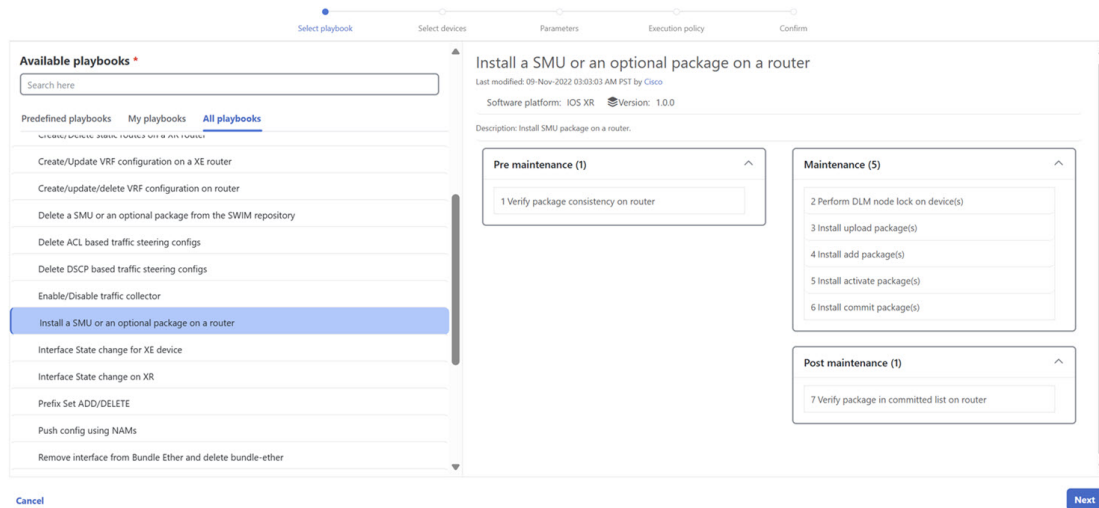 Select playbook
Select devices
Parameters
Execution policy
Confirm
Available playbooks *
Search here
Predefined playbooks
My playbooks
All playbooks
Create/Delete static routes on a XR router
Create/Update VRF configuration on a XE router
Create/update/delete VRF configuration on router
Delete a SMU or an optional package from the SWIM repository
Delete ACL based traffic steering configs
Delete DSCP based traffic steering configs
Enable/Disable traffic collector
Install a SMU or an optional package on a router
Interface State change for XE device
Interface State change on XR
Prefix Set ADD/DELETE
Push config using NAMs
Remove interface from Bundle Ether and delete bundle-ether
Install a SMU or an optional package on a router
Last modified: 09-Nov-2022 03:03:03 AM PST by Cisco
Software platform: IOS XR Version: 1.0.0
Description: Install SMU package on a router.
Pre maintenance (1)
1 Verify package consistency on router
Maintenance (5)
2 Perform DLM node lock on device(s)
3 Install upload package(s)
4 Install add package(s)
5 Install activate package(s)
6 Install commit package(s)
Post maintenance (1)
7 Verify package in committed list on router
Cancel
Next